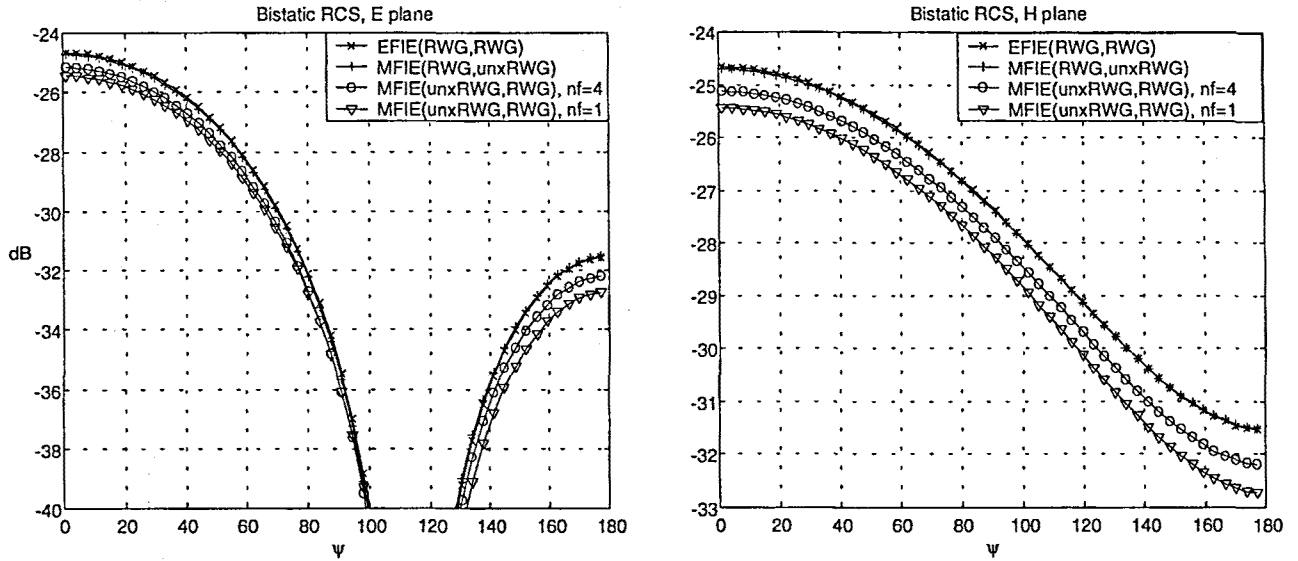 Bistatic RCS, E plane
EFIE(RWG,RWG)
MFIE(RWG,unxRWG)
MFIE(unxRWG,RWG), nf=4
MFIE(unxRWG,RWG), nf=1
-24
-26
-28
-30
dB
-32
-34
-36
-38
-40
0 20 40 60 80 100 120 140 160 180
ψ
Bistatic RCS, H plane
EFIE(RWG,RWG)
MFIE(RWG,unxRWG)
MFIE(unxRWG,RWG), nf=4
MFIE(unxRWG,RWG), nf=1
-24
-25
-26
-27
-28
-29
-30
-31
-32
-33
0 20 40 60 80 100 120 140 160 180
ψ